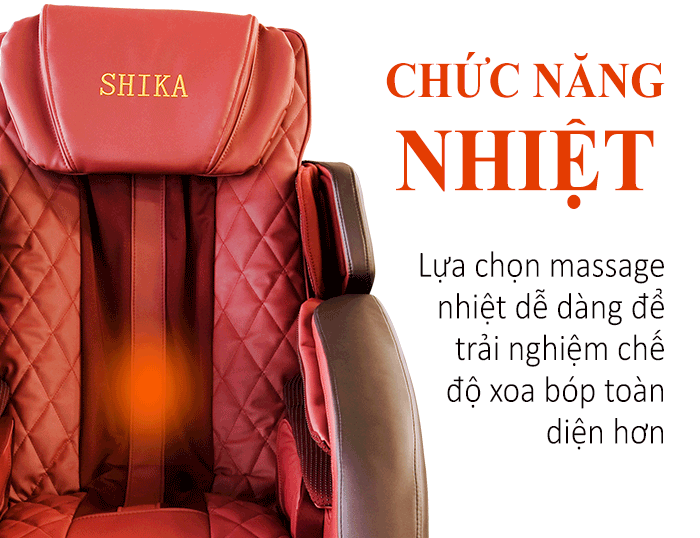 SHIKA
CHỨC NĂNG
NHIỆT
Lựa chọn massage
nhiệt dễ dàng để
trải nghiệm chế
độ xoa bóp toàn
diện hơn